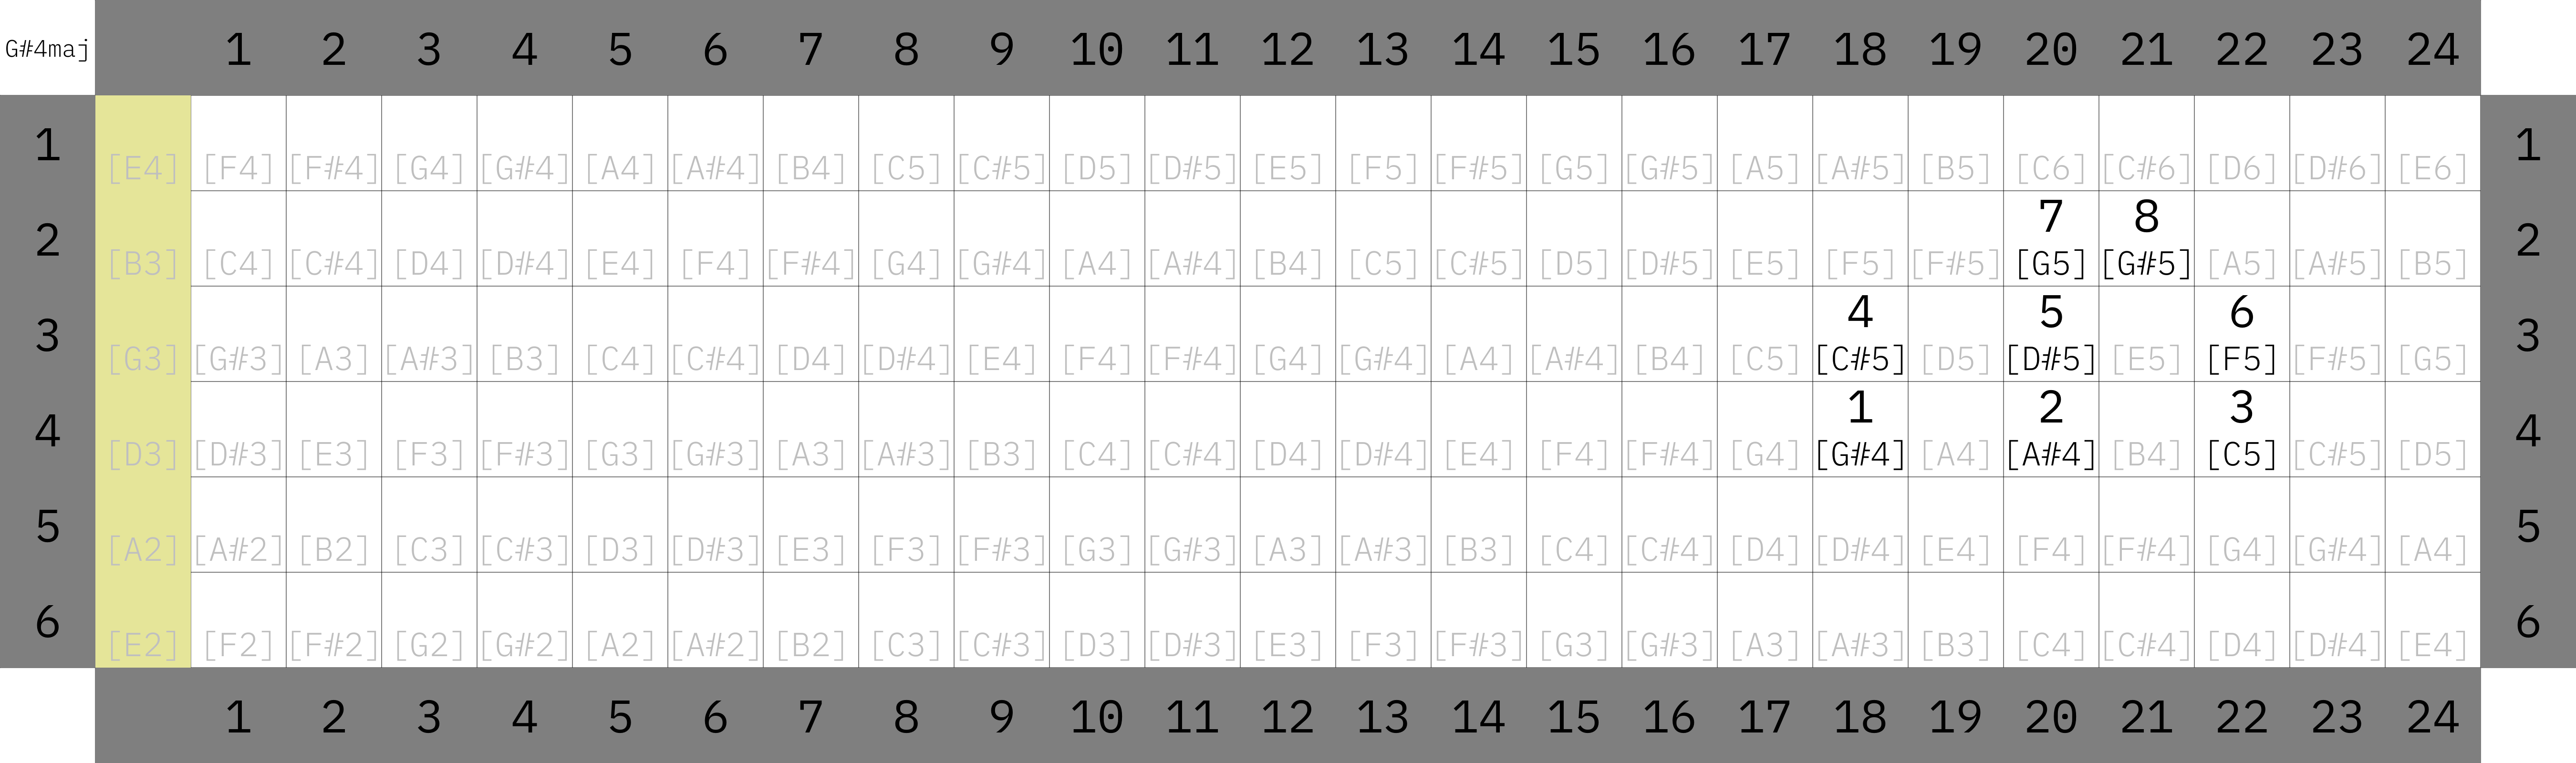 G#4maj 1 2 3 4 5 6 7 8 9 10 11 12 13 14 15 16 17 18 19 20 21 22 23 24
1 [E4] [F4] [F#4] [G4] [G#4] [A4] [A#4] [B4] [C5] [C#5] [D5] [D#5] [E5] [F5] [F#5] [G5] [G#5] [A5] [A#5] [B5] [C6] [C#6] [D6] [D#6] [E6] 1
7 8
2 [B3] [C4] [C#4] [D4] [D#4] [E4] [F4] [F#4] [G4] [G#4] [A4] [A#4] [B4] [C5] [C#5] [D5] [D#5] [E5] [F5] [F#5] [G5] [G#5] [A5] [A#5] [B5] 2
4 5 6
3 [G3] [G#3] [A3] [A#3] [B3] [C4] [C#4] [D4] [D#4] [E4] [F4] [F#4] [G4] [G#4] [A4] [A#4] [B4] [C5] [C#5] [D5] [D#5] [E5] [F5] [F#5] [G5] 3
1 2 3
4 [D3] [D#3] [E3] [F3] [F#3] [G3] [G#3] [A3] [A#3] [B3] [C4] [C#4] [D4] [D#4] [E4] [F4] [F#4] [G4] [G#4] [A4] [A#4] [B4] [C5] [C#5] [D5] 4
5 [A2] [A#2] [B2] [C3] [C#3] [D3] [D#3] [E3] [F3] [F#3] [G3] [G#3] [A3] [A#3] [B3] [C4] [C#4] [D4] [D#4] [E4] [F4] [F#4] [G4] [G#4] [A4] 5
6 [E2] [F2] [F#2] [G2] [G#2] [A2] [A#2] [B2] [C3] [C#3] [D3] [D#3] [E3] [F3] [F#3] [G3] [G#3] [A3] [A#3] [B3] [C4] [C#4] [D4] [D#4] [E4] 6
1 2 3 4 5 6 7 8 9 10 11 12 13 14 15 16 17 18 19 20 21 22 23 24